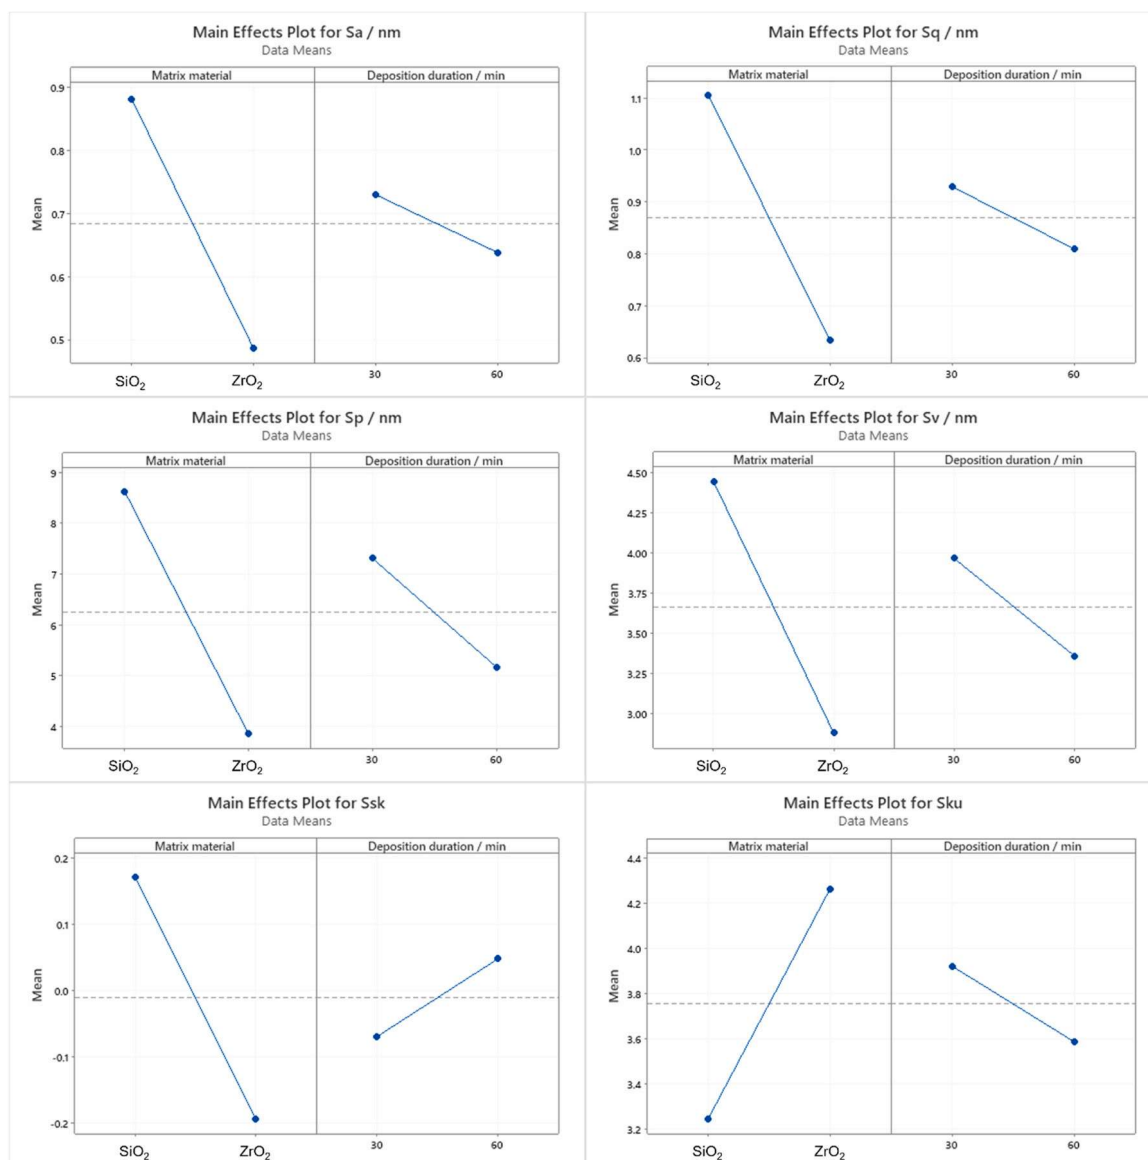 Main Effects Plot for Sa / nm
Data Means
Matrix material
Deposition duration / min
0.9
0.8
0.7
0.6
0.5
Mean
SiO₂
ZrO₂
30
60
Main Effects Plot for Sq / nm
Data Means
Matrix material
Deposition duration / min
1.1
1.0
0.9
0.8
0.7
0.6
Mean
SiO₂
ZrO₂
30
60
Main Effects Plot for Sp / nm
Data Means
Matrix material
Deposition duration / min
9
8
7
6
5
4
Mean
SiO₂
ZrO₂
30
60
Main Effects Plot for Sv / nm
Data Means
Matrix material
Deposition duration / min
4.50
4.25
4.00
3.75
3.50
3.25
3.00
Mean
SiO₂
ZrO₂
30
60
Main Effects Plot for Ssk
Data Means
Matrix material
Deposition duration / min
0.2
0.1
0.0
-0.1
-0.2
Mean
SiO₂
ZrO₂
30
60
Main Effects Plot for Sku
Data Means
Matrix material
Deposition duration / min
4.4
4.2
4.0
3.8
3.6
3.4
3.2
Mean
SiO₂
ZrO₂
30
60